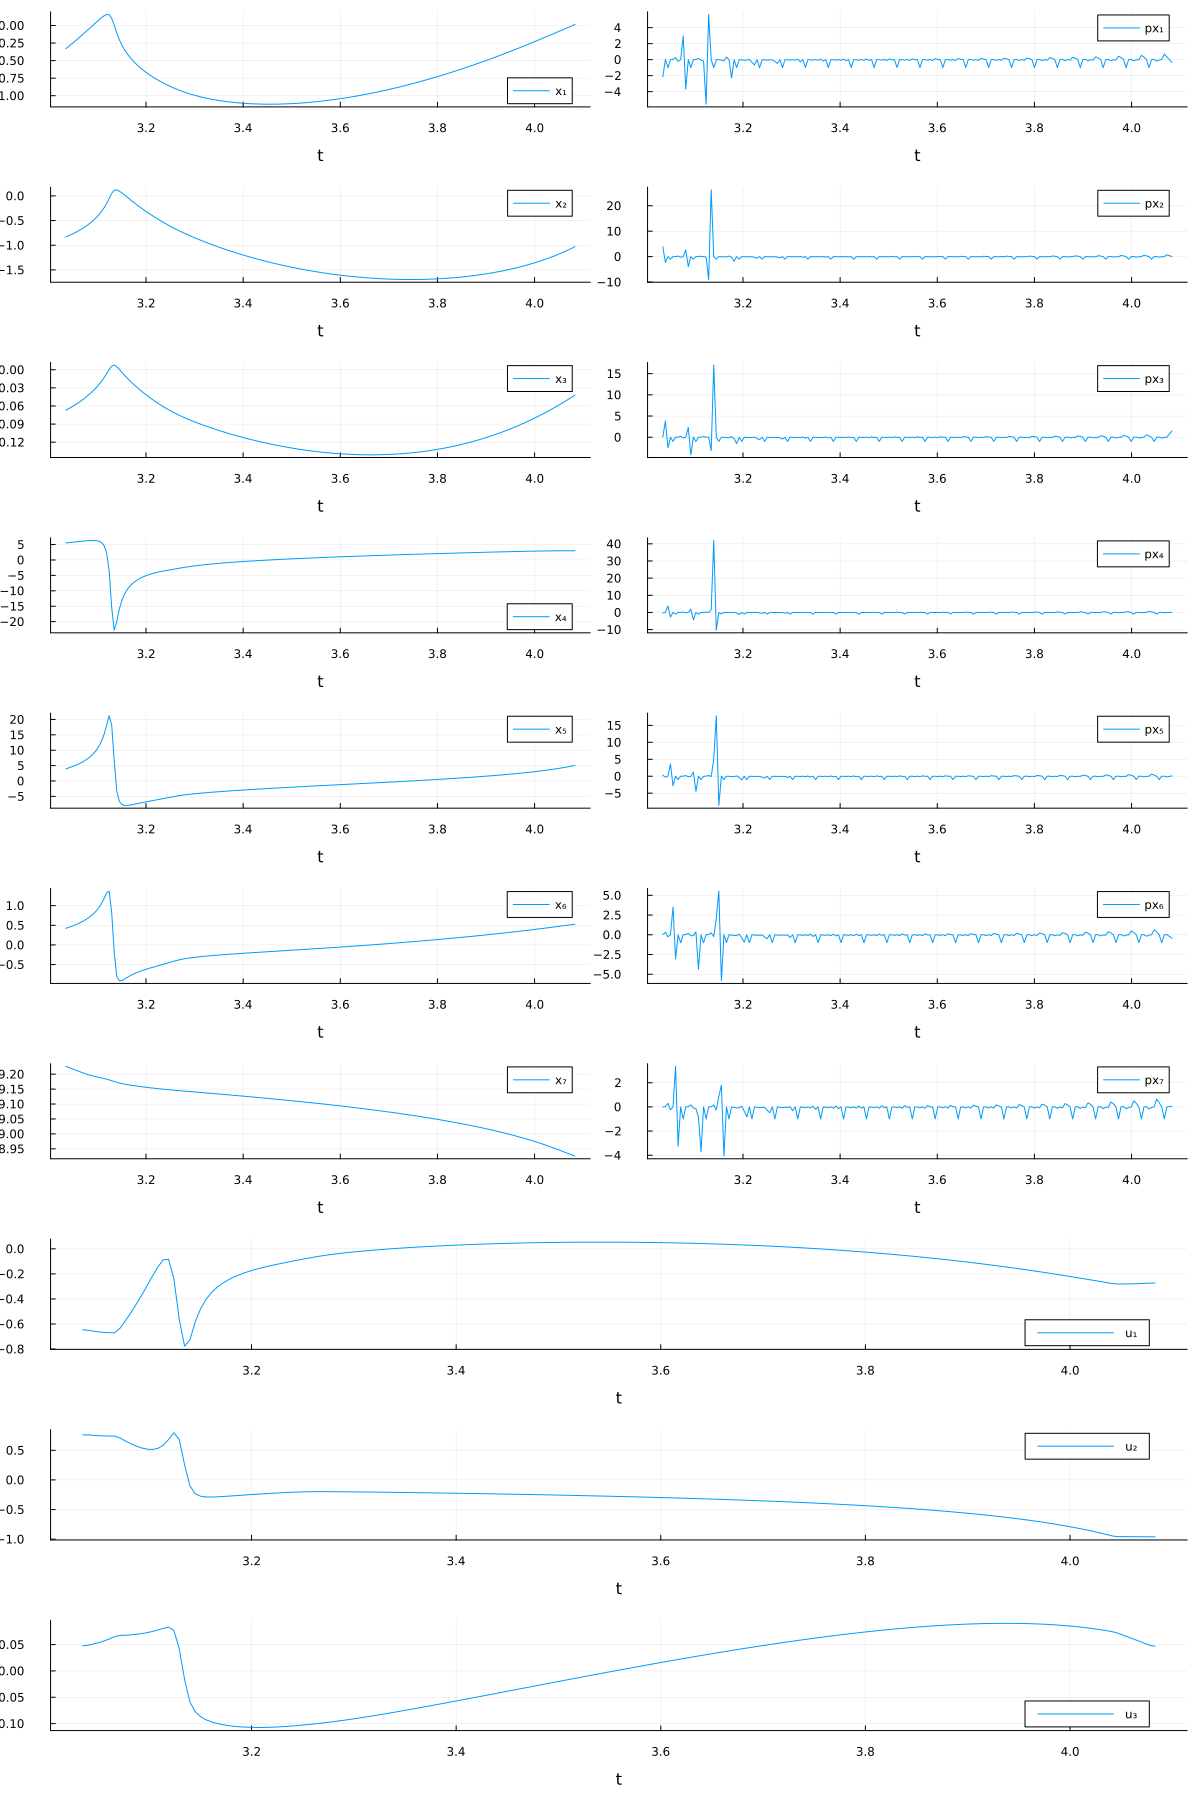 0.00
0.25
0.50
0.75
1.00
x₁
3.2 3.4 3.6 3.8 4.0
t
4
2
0
−2
−4
px₁
3.2 3.4 3.6 3.8 4.0
t
0.0
−0.5
−1.0
−1.5
x₂
3.2 3.4 3.6 3.8 4.0
t
20
10
0
−10
px₂
3.2 3.4 3.6 3.8 4.0
t
0.00
0.03
0.06
0.09
0.12
x₃
3.2 3.4 3.6 3.8 4.0
t
15
10
5
0
px₃
3.2 3.4 3.6 3.8 4.0
t
5
0
−5
−10
−15
−20
x₄
3.2 3.4 3.6 3.8 4.0
t
40
30
20
10
0
−10
px₄
3.2 3.4 3.6 3.8 4.0
t
20
15
10
5
0
−5
x₅
3.2 3.4 3.6 3.8 4.0
t
15
10
5
0
−5
px₅
3.2 3.4 3.6 3.8 4.0
t
1.0
0.5
0.0
−0.5
x₆
3.2 3.4 3.6 3.8 4.0
t
5.0
2.5
0.0
−2.5
−5.0
px₆
3.2 3.4 3.6 3.8 4.0
t
9.20
9.15
9.10
9.05
9.00
8.95
x₇
3.2 3.4 3.6 3.8 4.0
t
2
0
−2
−4
px₇
3.2 3.4 3.6 3.8 4.0
t
0.0
−0.2
−0.4
−0.6
−0.8
u₁
3.2 3.4 3.6 3.8 4.0
t
0.5
0.0
−0.5
−1.0
u₂
3.2 3.4 3.6 3.8 4.0
t
0.05
0.00
0.05
0.10
u₃
3.2 3.4 3.6 3.8 4.0
t